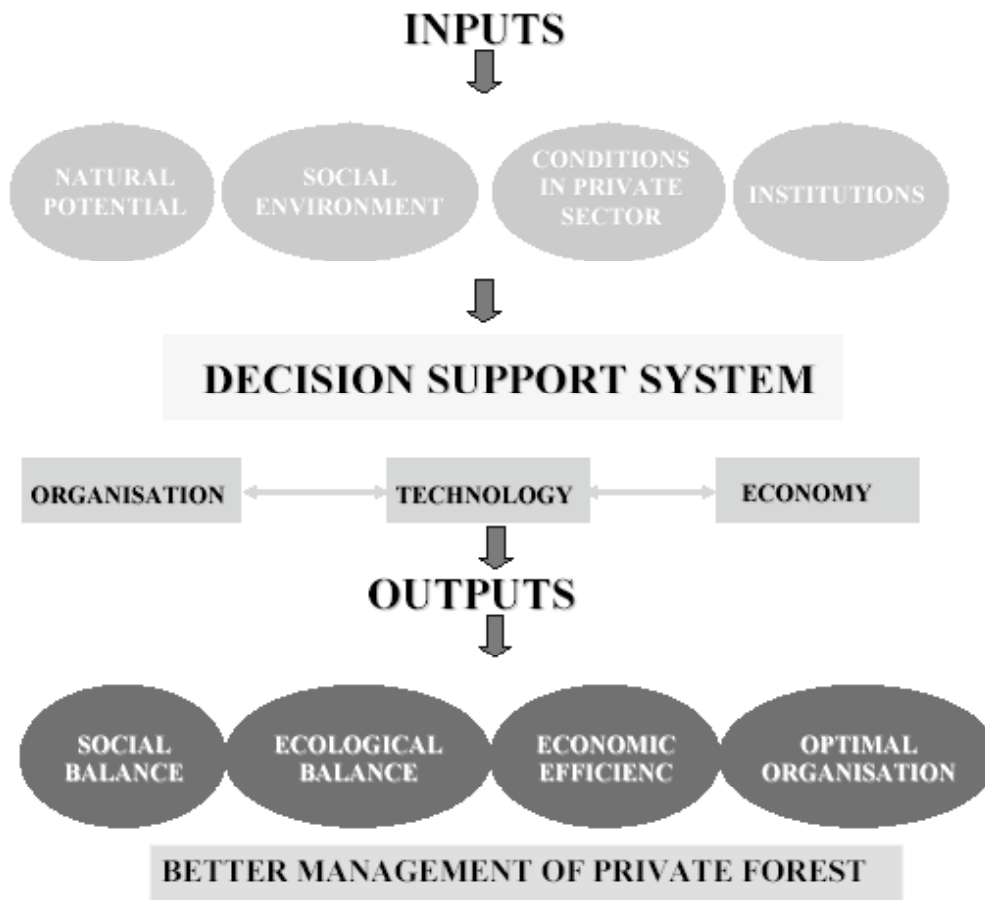 INPUTS
NATURAL
POTENTIAL
SOCIAL
ENVIRONMENT
CONDITIONS
IN PRIVATE
SECTOR
INSTITUTIONS
DECISION SUPPORT SYSTEM
ORGANISATION
TECHNOLOGY
ECONOMY
OUTPUTS
SOCIAL
BALANCE
ECOLOGICAL
BALANCE
ECONOMIC
EFFICIENC
OPTIMAL
ORGANISATION
BETTER MANAGEMENT OF PRIVATE FOREST